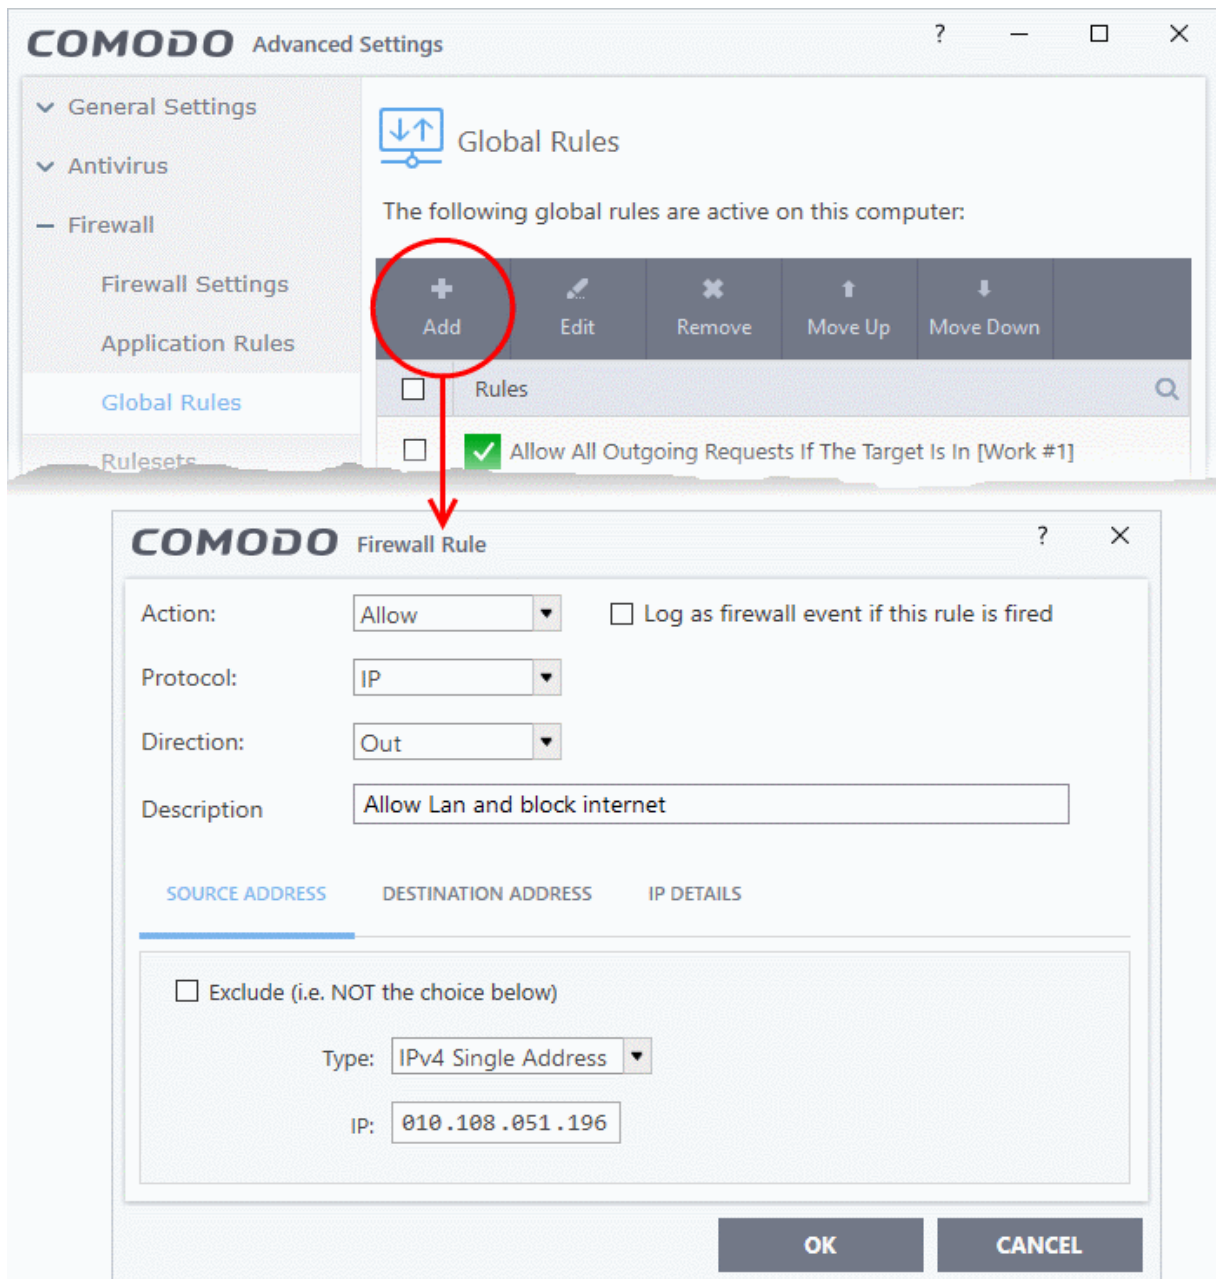 COMODO Advanced Settings ?
General Settings
Antivirus
Firewall
Firewall Settings
Application Rules
Global Rules
Rulesets
Global Rules
The following global rules are active on this computer:
Add Edit Remove Move Up Move Down
Rules
Allow All Outgoing Requests If The Target Is In [Work #1]
COMODO Firewall Rule ?
Action: Allow Log as firewall event if this rule is fired
Protocol: IP
Direction: Out
Description Allow Lan and block internet
SOURCE ADDRESS DESTINATION ADDRESS IP DETAILS
Exclude (i.e. NOT the choice below)
Type: IPv4 Single Address
IP: 010.108.051.196
OK CANCEL